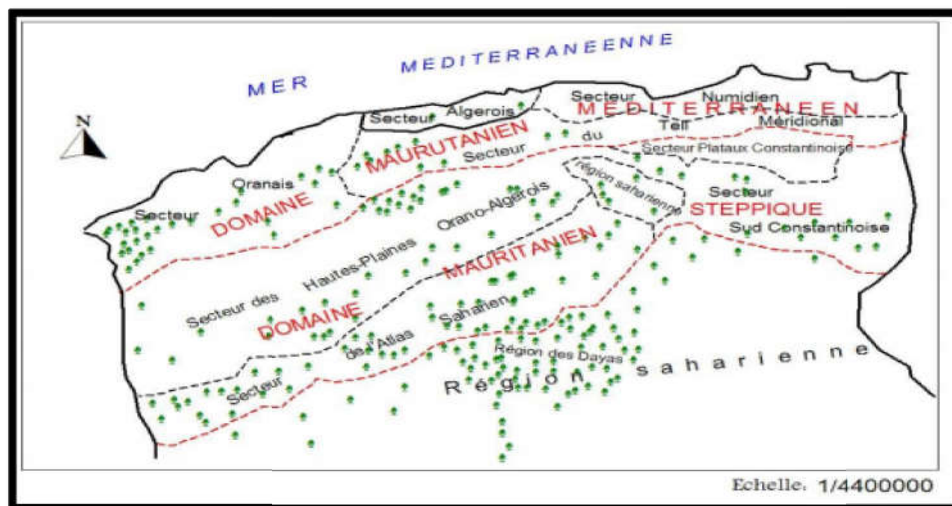 MER MEDITERRANEENNE
N
Secteur Algerois
Secteur Numidien
DOMAINE MAURUTANIEN MEDITERRANEEN
Secteur Oranais
Secteur du Tell Méridional
Secteur Plataux Constantinoise
région saharienne
Secteur Sud Constantinoise
DOMAINE MAURITANIEN STEPPIQUE
Secteur des Hautes-Plaines Orano-Algerois
Secteur de l'Atlas Saharien
Région des Dayas
Région saharienne
Echelle: 1/4400000